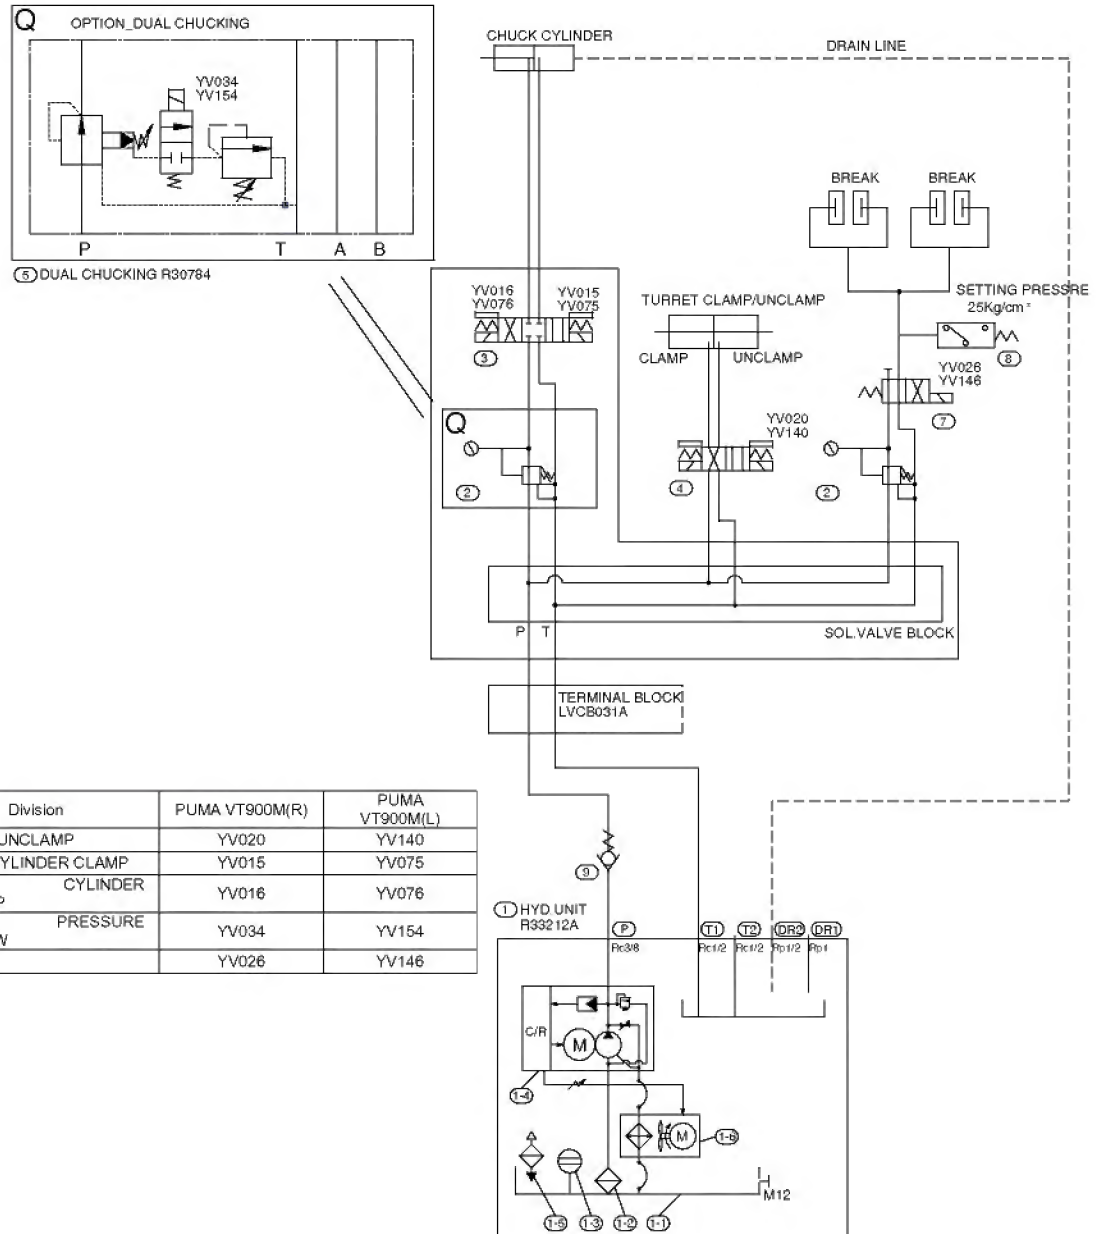 Q
OPTION_DUAL CHUCKING
YV034
YV154
P
T
A
B
5 DUAL CHUCKING R30784
CHUCK CYLINDER
DRAIN LINE
BREAK
BREAK
YV016
YV076
YV015
YV075
3
TURRET CLAMP/UNCLAMP
CLAMP
UNCLAMP
SETTING PRESSRE
25Kg/cm²
8
YV026
YV146
7
Q
2
YV020
YV140
4
2
P
T
SOL.VALVE BLOCK
TERMINAL BLOCK
LVCB031A
Division PUMA VT900M(R) PUMA VT900M(L)
UNCLAMP YV020 YV140
YLINDER CLAMP YV015 YV075
CYLINDER
YV016 YV076
PRESSURE
YV034 YV154
YV026 YV146
9
1 HYD.UNIT
R33212A
P
T1
T2
DR2
DR1
Rc3/8
Rc1/2
Rc1/2
Rp1/2
Rp1
C/R
M
1-4
M
1-6
M12
1-5
1-3
1-2
1-1